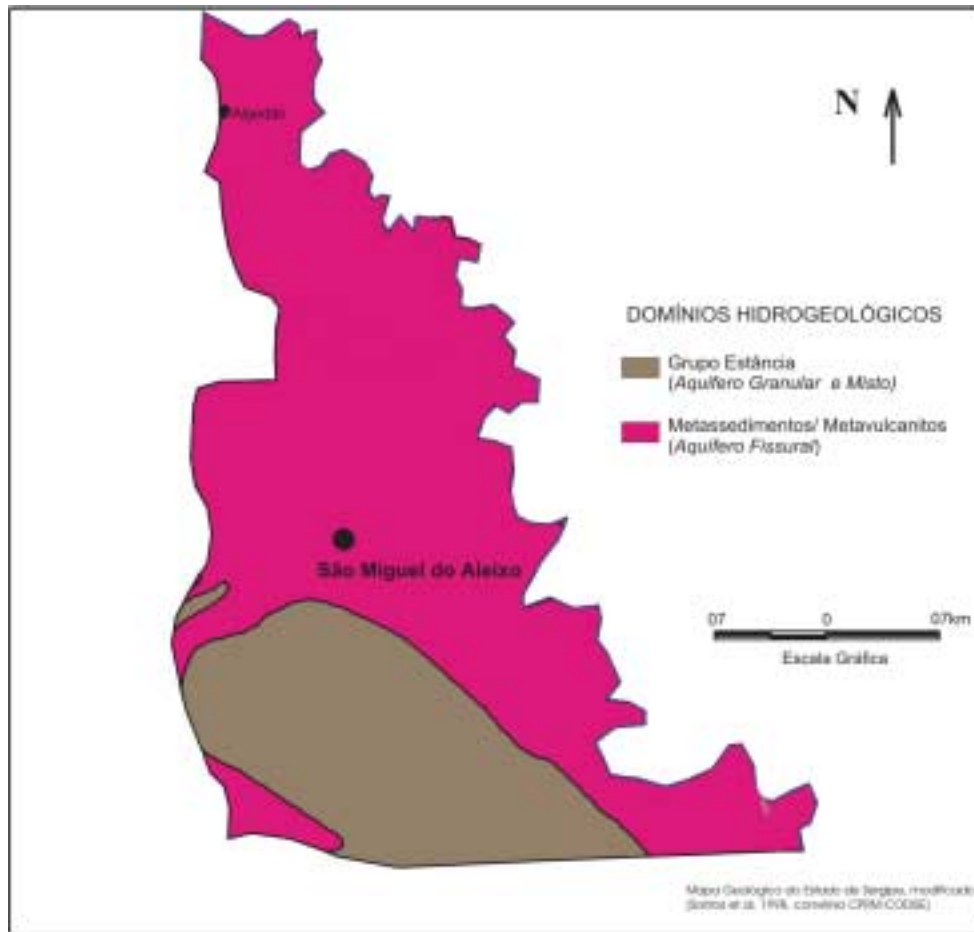 Algodão
N
DOMÍNIOS HIDROGEOLÓGICOS
Grupo Estância
(Aquífero Granular e Misto)
Metassedimentos/ Metavulcanitos
(Aquífero Fissural)
São Miguel do Aleixo
07 0 07km
Escala Gráfica
Mapa Geológico do Estado de Sergipe, modificado
(Santos et al. 1998, convênio CPRM-CODISE)